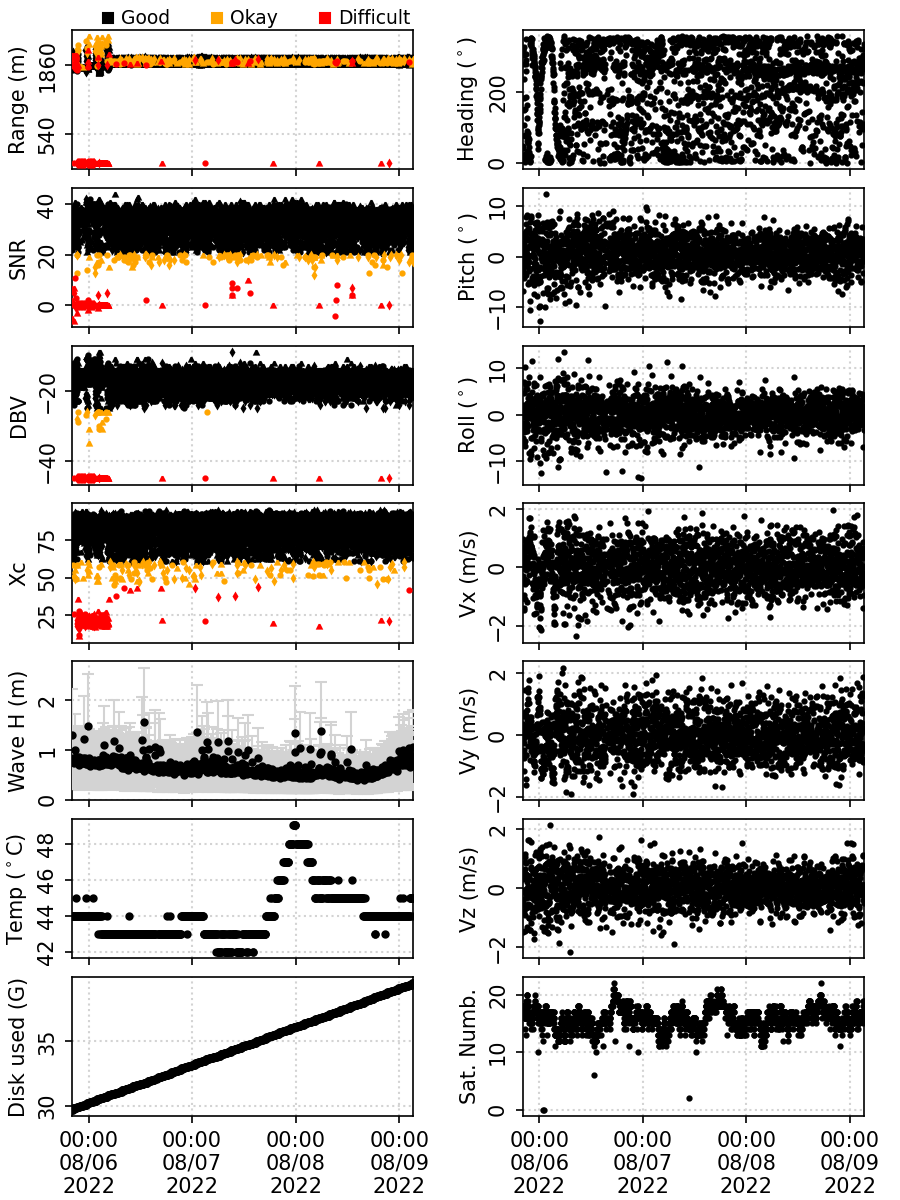 Good Okay Difficult
Range (m)
1860
540
Heading (°)
200
0
SNR
40
20
0
Pitch (°)
10
0
−10
DBV
−20
−40
Roll (°)
10
0
−10
Xc
75
50
25
Vx (m/s)
2
0
−2
Wave H (m)
2
1
0
Vy (m/s)
2
0
−2
Temp (°C)
48
46
44
42
Vz (m/s)
2
0
−2
Disk used (G)
35
30
Sat. Numb.
20
10
0
00:00 00:00 00:00 00:00
08/06 08/07 08/08 08/09
2022 2022 2022 2022
00:00 00:00 00:00 00:00
08/06 08/07 08/08 08/09
2022 2022 2022 2022